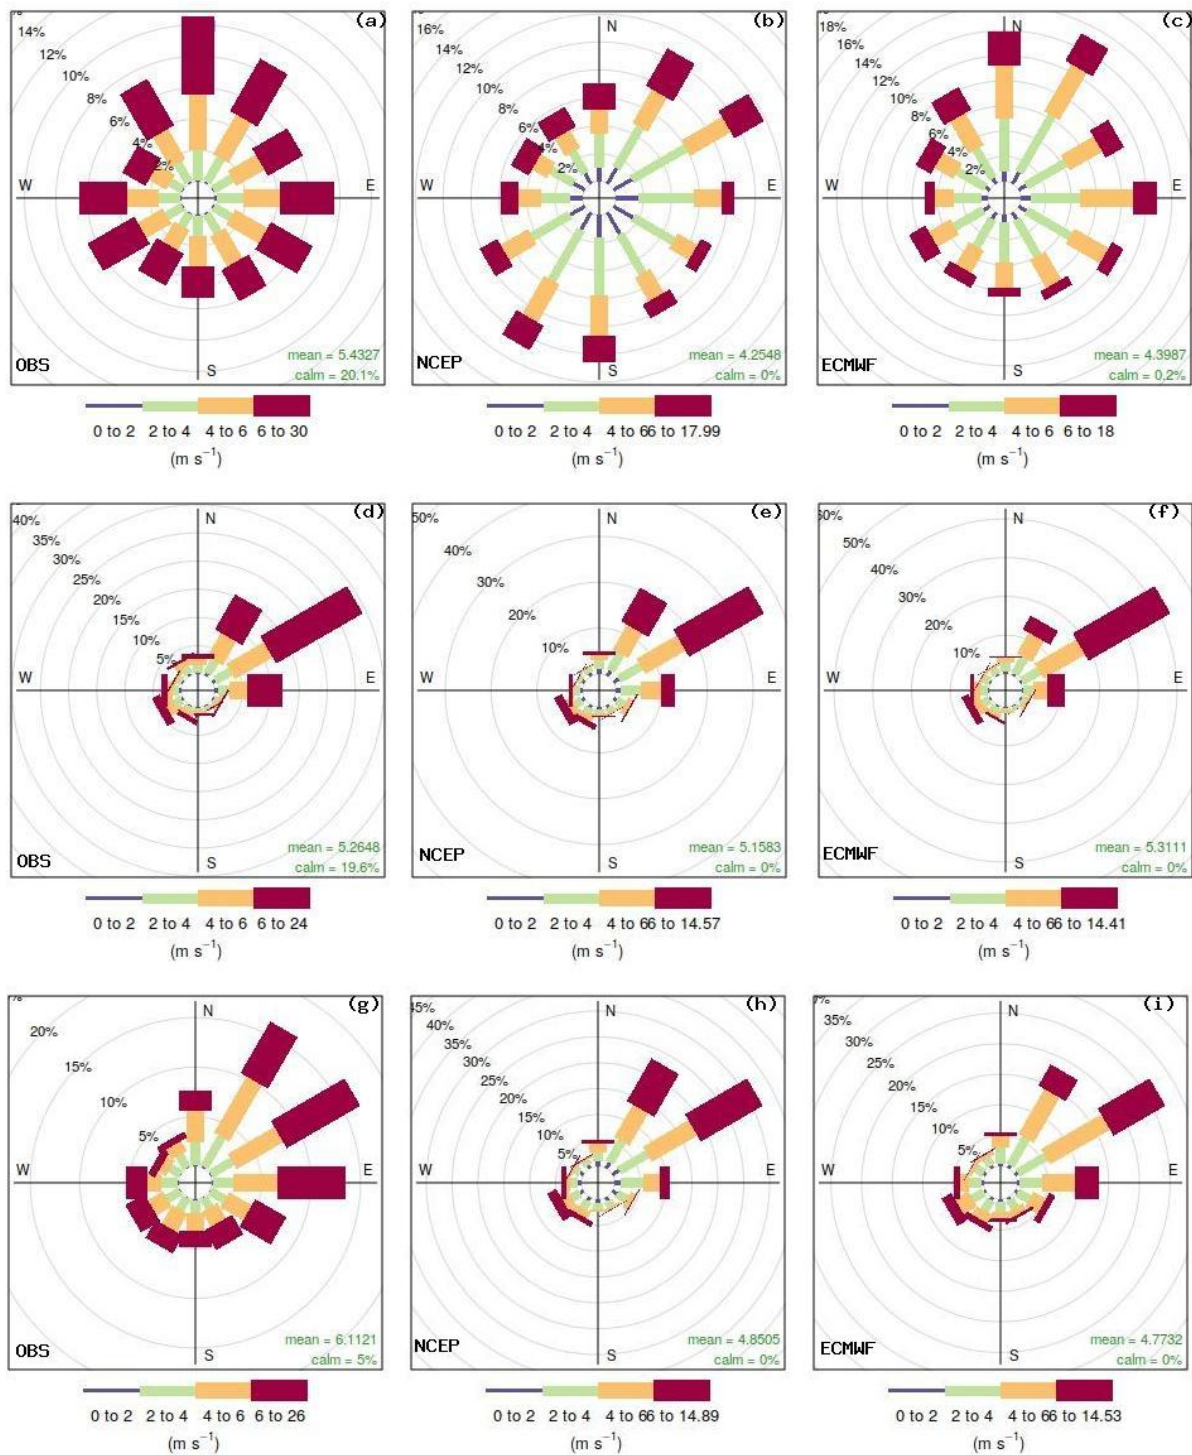 (a)
14%
12%
10%
8%
6%
4%
2%
W
E
S
OBS
mean = 5.4327
calm = 20.1%
0 to 2 2 to 4 4 to 6 6 to 30
(m s⁻¹)
(b)
N
16%
14%
12%
10%
8%
6%
4%
2%
W
E
S
NCEP
mean = 4.2548
calm = 0%
0 to 2 2 to 4 4 to 66 to 17.99
(m s⁻¹)
(c)
N
18%
16%
14%
12%
10%
8%
6%
4%
2%
W
E
S
ECMWF
mean = 4.3987
calm = 0.2%
0 to 2 2 to 4 4 to 6 6 to 18
(m s⁻¹)
(d)
N
40%
35%
30%
25%
20%
15%
10%
5%
W
E
S
OBS
mean = 5.2648
calm = 19.6%
0 to 2 2 to 4 4 to 6 6 to 24
(m s⁻¹)
(e)
N
50%
40%
30%
20%
10%
W
E
S
NCEP
mean = 5.1583
calm = 0%
0 to 2 2 to 4 4 to 66 to 14.57
(m s⁻¹)
(f)
N
60%
50%
40%
30%
20%
10%
W
E
S
ECMWF
mean = 5.3111
calm = 0%
0 to 2 2 to 4 4 to 66 to 14.41
(m s⁻¹)
(g)
N
20%
15%
10%
5%
W
E
S
OBS
mean = 6.1121
calm = 5%
0 to 2 2 to 4 4 to 6 6 to 26
(m s⁻¹)
(h)
N
45%
40%
35%
30%
25%
20%
15%
10%
5%
W
E
S
NCEP
mean = 4.8505
calm = 0%
0 to 2 2 to 4 4 to 66 to 14.89
(m s⁻¹)
(i)
N
35%
30%
25%
20%
15%
10%
5%
W
E
S
ECMWF
mean = 4.7732
calm = 0%
0 to 2 2 to 4 4 to 66 to 14.53
(m s⁻¹)